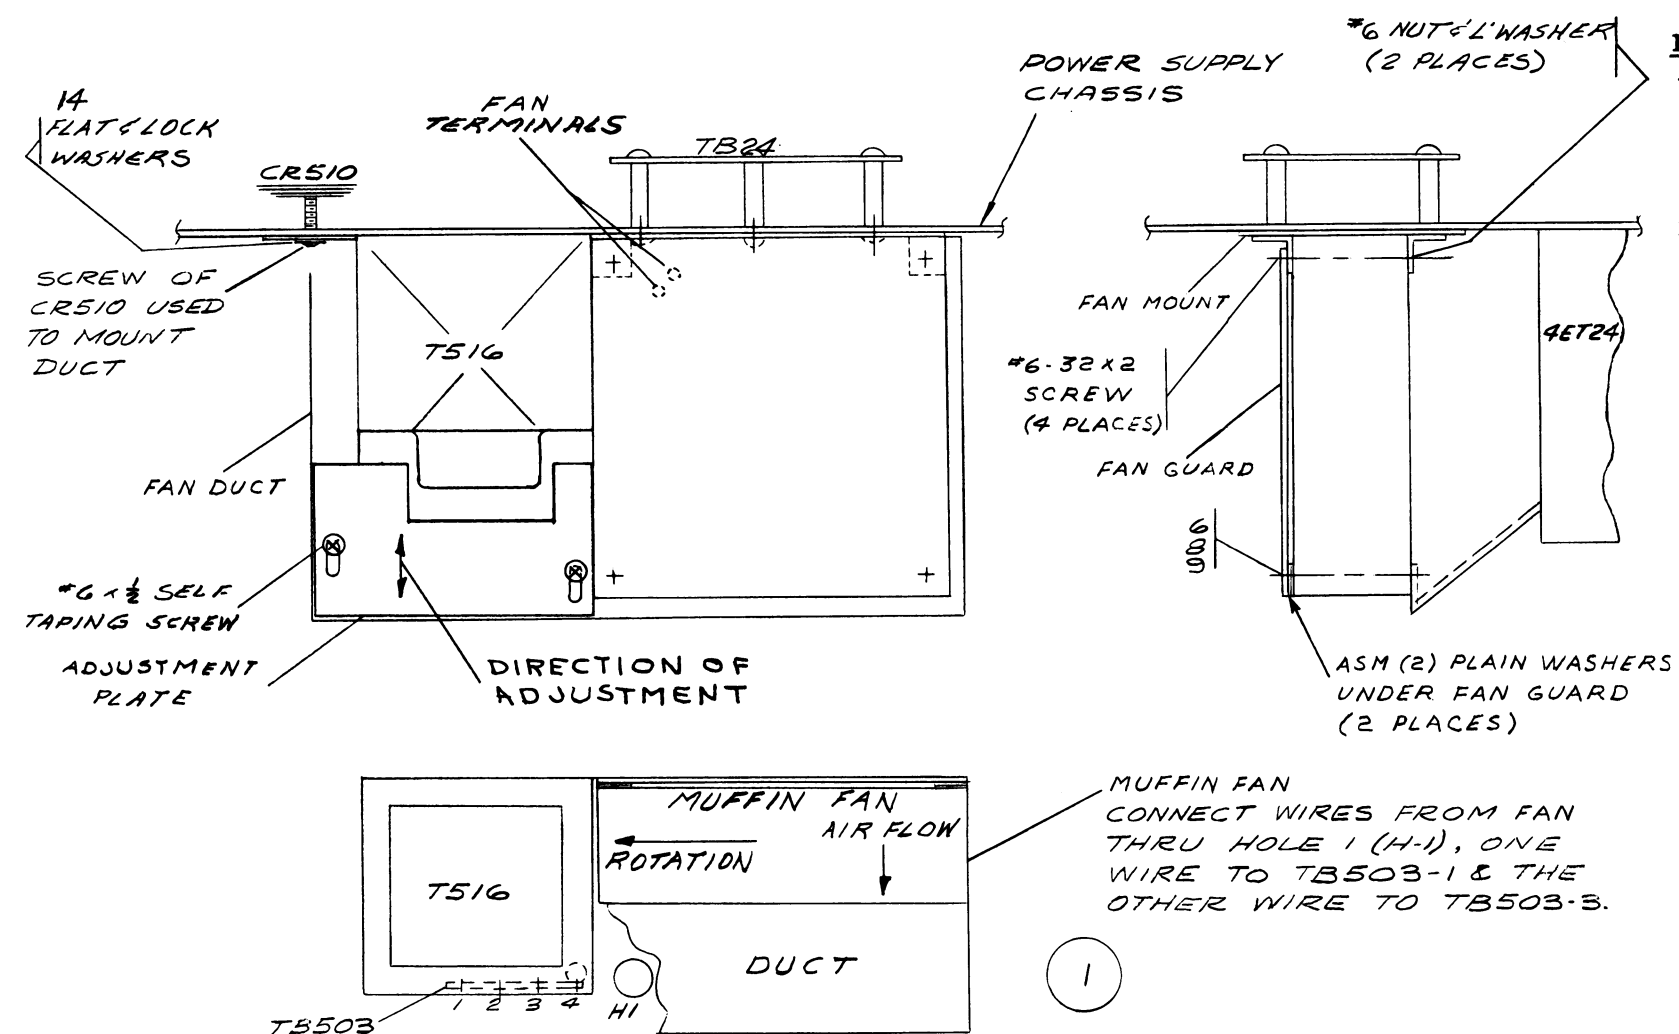 14
FLAT & LOCK
WASHERS
CR510
SCREW OF
CR510 USED
TO MOUNT
DUCT
FAN
TERMINALS
TB24
POWER SUPPLY
CHASSIS
#6 NUT & L'WASHER
(2 PLACES)
T516
FAN DUCT
#6 x ½ SELF
TAPING SCREW
ADJUSTMENT
PLATE
DIRECTION OF
ADJUSTMENT
FAN MOUNT
#6-32 x 2
SCREW
(4 PLACES)
FAN GUARD
4ET24
6
8
9
ASM (2) PLAIN WASHERS
UNDER FAN GUARD
(2 PLACES)
MUFFIN FAN
AIR FLOW
ROTATION
T516
DUCT
1 2 3 4
H1
TB503
MUFFIN FAN
CONNECT WIRES FROM FAN
THRU HOLE 1 (H-1), ONE
WIRE TO TB503-1 & THE
OTHER WIRE TO TB503-3.
1